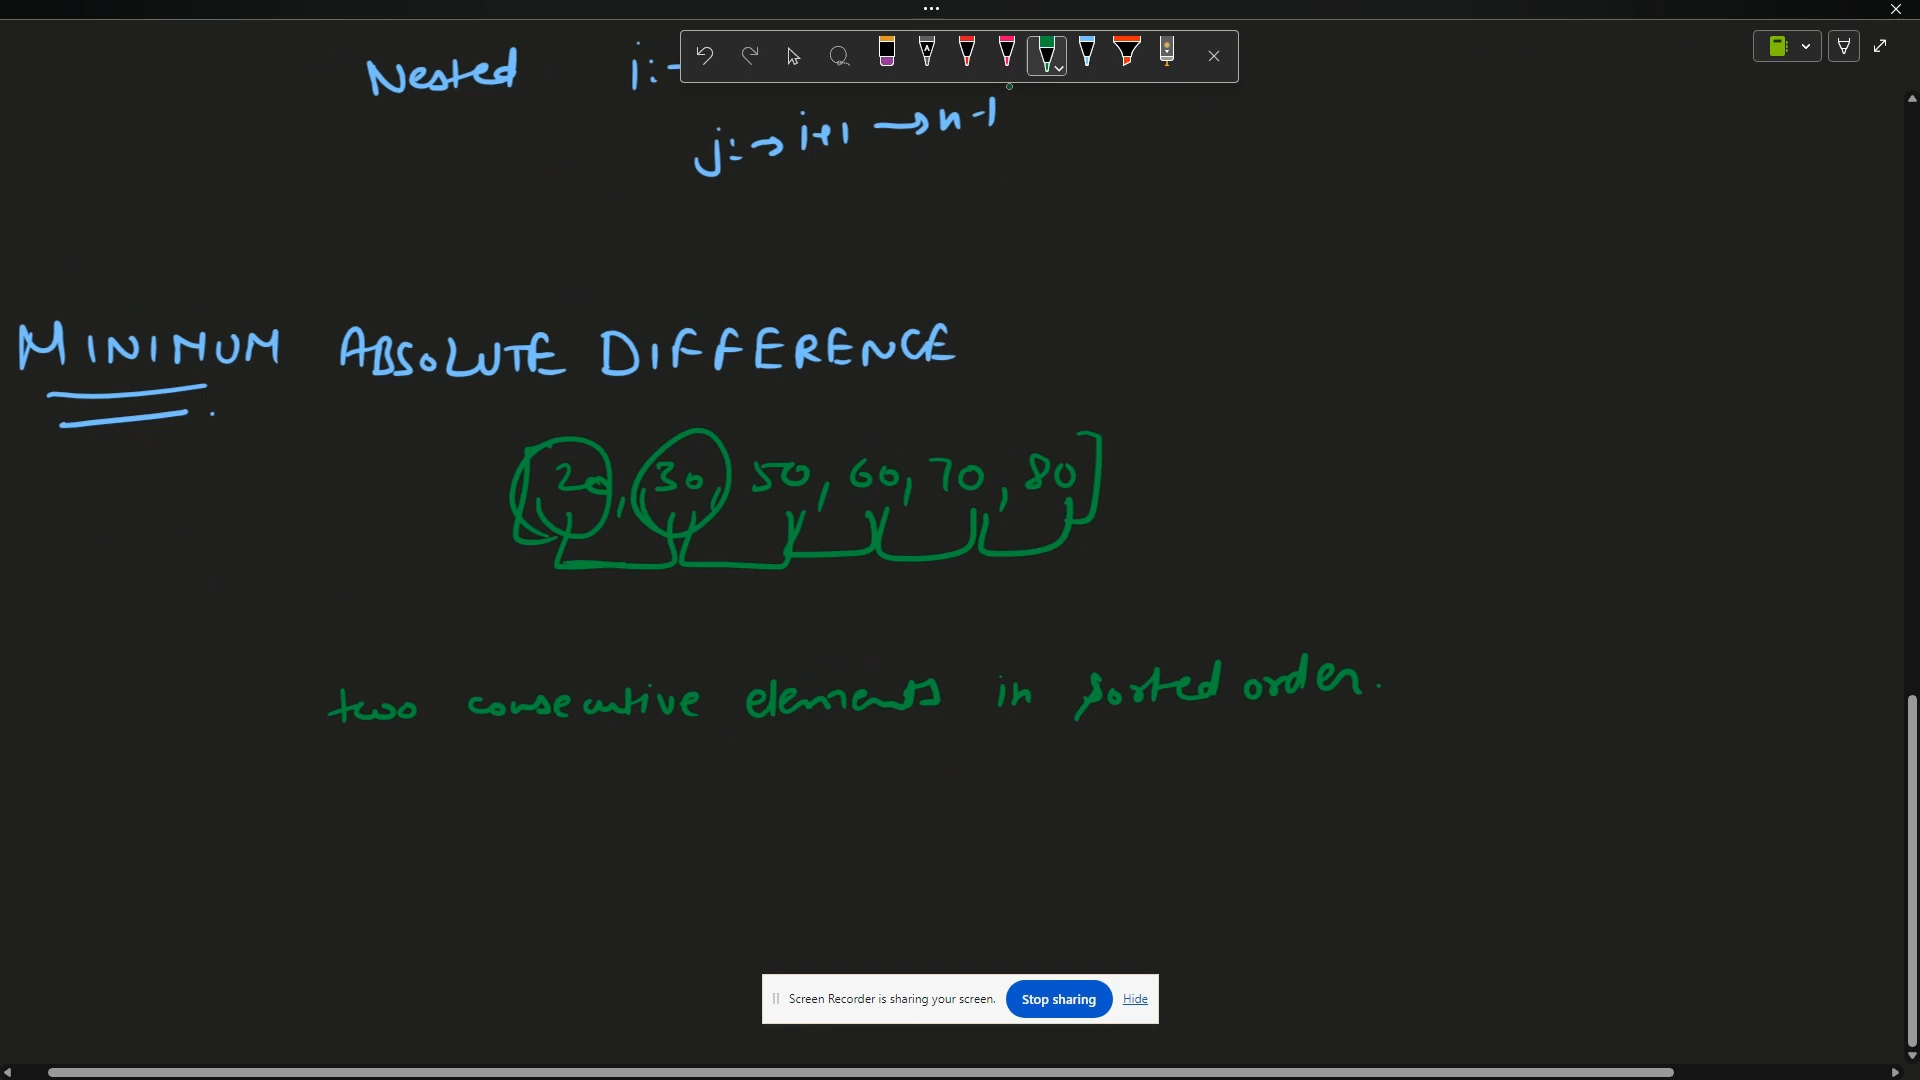 Nested i:-
j: → i+1 → n-1
MINIMUM ABSOLUTE DIFFERENCE
[20, 30, 50, 60, 70, 80]
two consecutive elements in sorted order.
Screen Recorder is sharing your screen. Stop sharing Hide